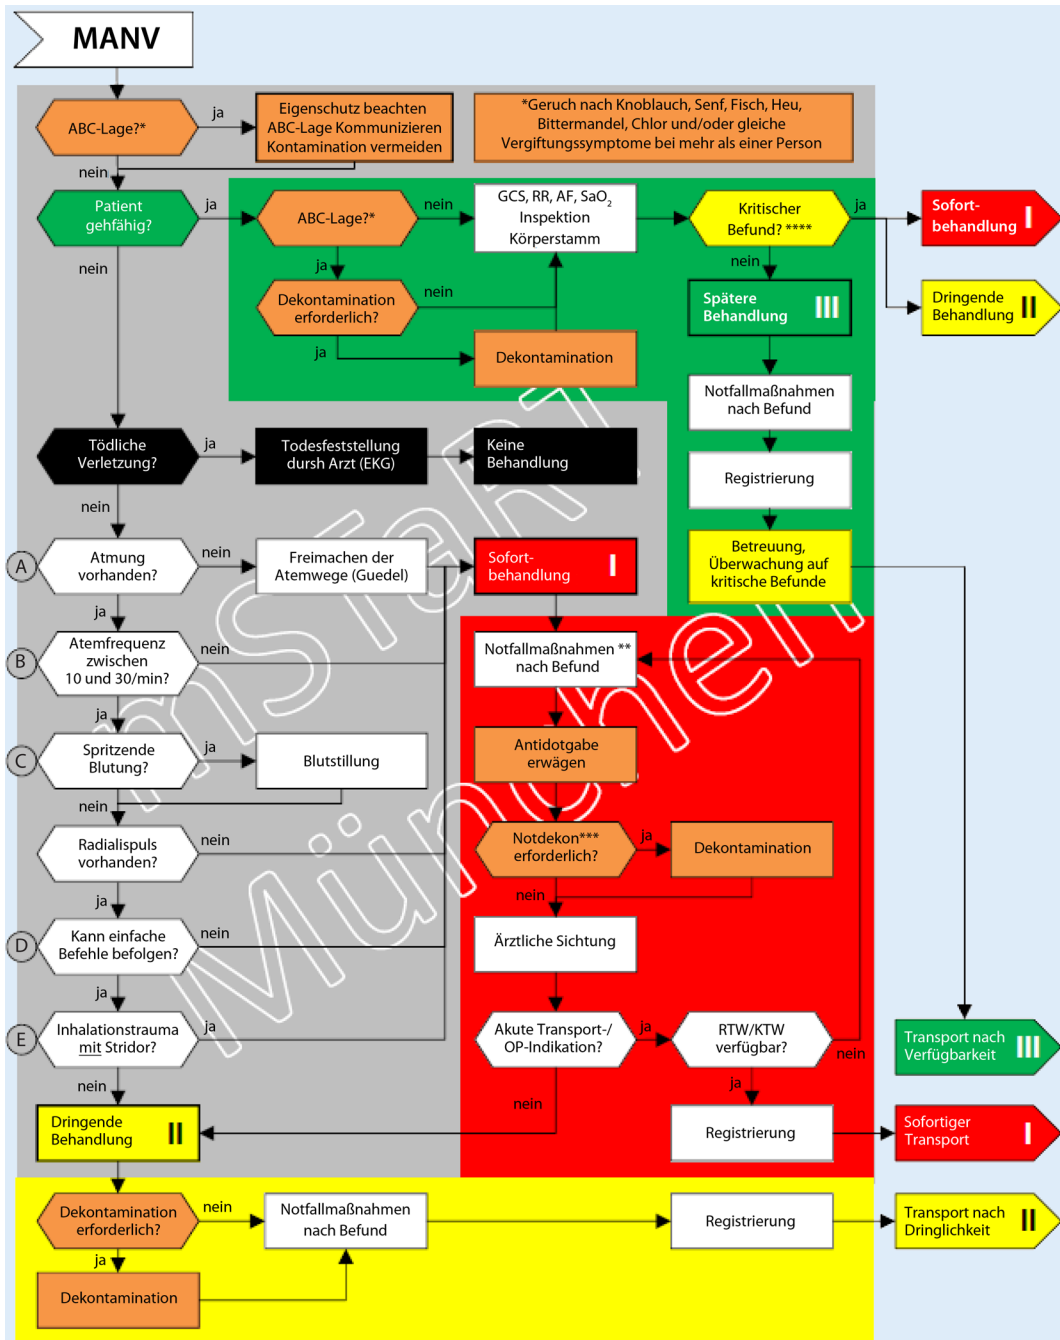 MANV
ABC-Lage?*
ja
Eigenschutz beachten
ABC-Lage Kommunizieren
Kontamination vermeiden
*Geruch nach Knoblauch, Senf, Fisch, Heu,
Bittermandel, Chlor und/oder gleiche
Vergiftungssymptome bei mehr als einer Person
nein
Patient
gehfähig?
ja
ABC-Lage?*
nein
GCS, RR, AF, SaO2
Inspektion
Körperstamm
Kritischer
Befund? ****
ja
Sofort-
behandlung I
nein
ja
nein
Dekontamination
erforderlich?
nein
Spätere
Behandlung III
Dringende
Behandlung II
ja
Dekontamination
Notfallmaßnahmen
nach Befund
Tödliche
Verletzung?
ja
Todesfeststellung
dursh Arzt (EKG)
Keine
Behandlung
Registrierung
nein
A
Atmung
vorhanden?
nein
Freimachen der
Atemwege (Guedel)
Sofort-
behandlung I
Betreuung,
Überwachung auf
kritische Befunde
ja
B
Atemfrequenz
zwischen
10 und 30/min?
nein
Notfallmaßnahmen **
nach Befund
ja
C
Spritzende
Blutung?
ja
Blutstillung
Antidotgabe
erwägen
nein
Radialispuls
vorhanden?
nein
Notdekon***
erforderlich?
ja
Dekontamination
ja
nein
D
Kann einfache
Befehle befolgen?
nein
Ärztliche Sichtung
ja
E
Inhalationstrauma
mit Stridor?
ja
Akute Transport-/
OP-Indikation?
ja
RTW/KTW
verfügbar?
nein
Transport nach
Verfügbarkeit III
nein
nein
ja
Dringende
Behandlung II
Registrierung
Sofortiger
Transport I
Dekontamination
erforderlich?
nein
Notfallmaßnahmen
nach Befund
Registrierung
Transport nach
Dringlichkeit II
ja
Dekontamination
mSTaRT
München